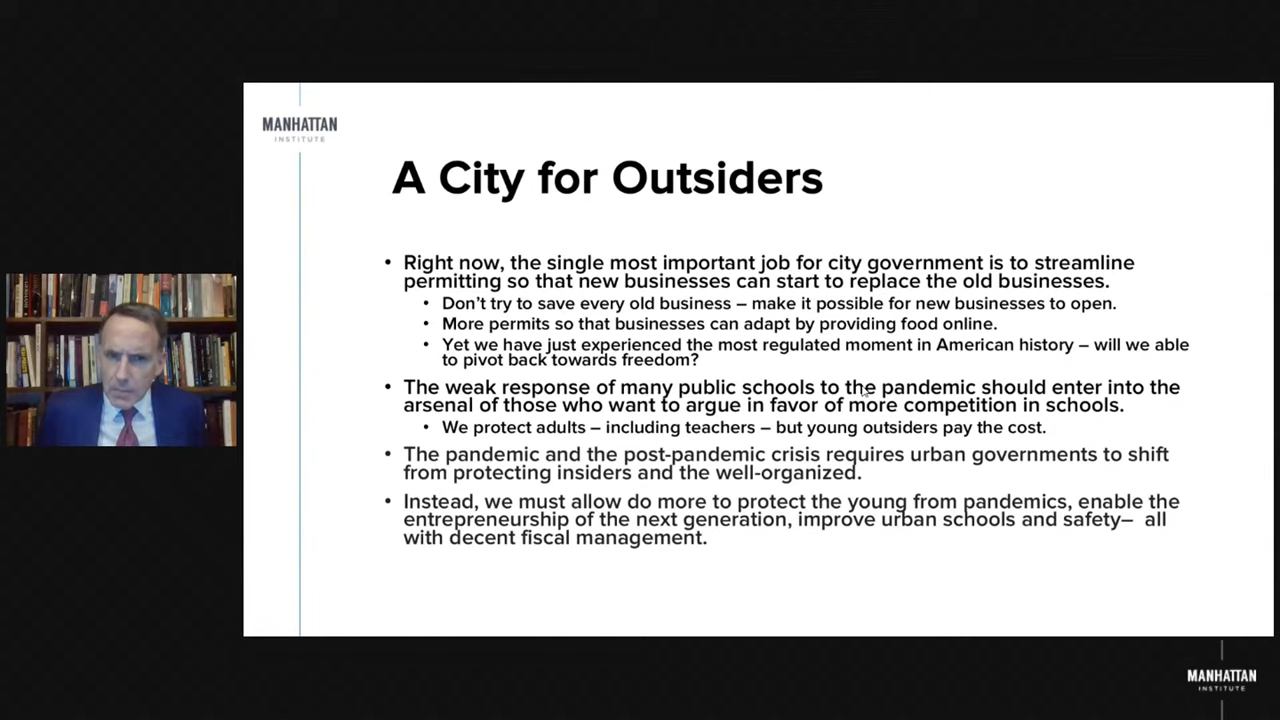 MANHATTAN
INSTITUTE
A City for Outsiders
• Right now, the single most important job for city government is to streamline
permitting so that new businesses can start to replace the old businesses.
• Don't try to save every old business – make it possible for new businesses to open.
• More permits so that businesses can adapt by providing food online.
• Yet we have just experienced the most regulated moment in American history – will we able
to pivot back towards freedom?
• The weak response of many public schools to the pandemic should enter into the
arsenal of those who want to argue in favor of more competition in schools.
• We protect adults – including teachers – but young outsiders pay the cost.
• The pandemic and the post-pandemic crisis requires urban governments to shift
from protecting insiders and the well-organized.
• Instead, we must allow do more to protect the young from pandemics, enable the
entrepreneurship of the next generation, improve urban schools and safety– all
with decent fiscal management.
MANHATTAN
INSTITUTE